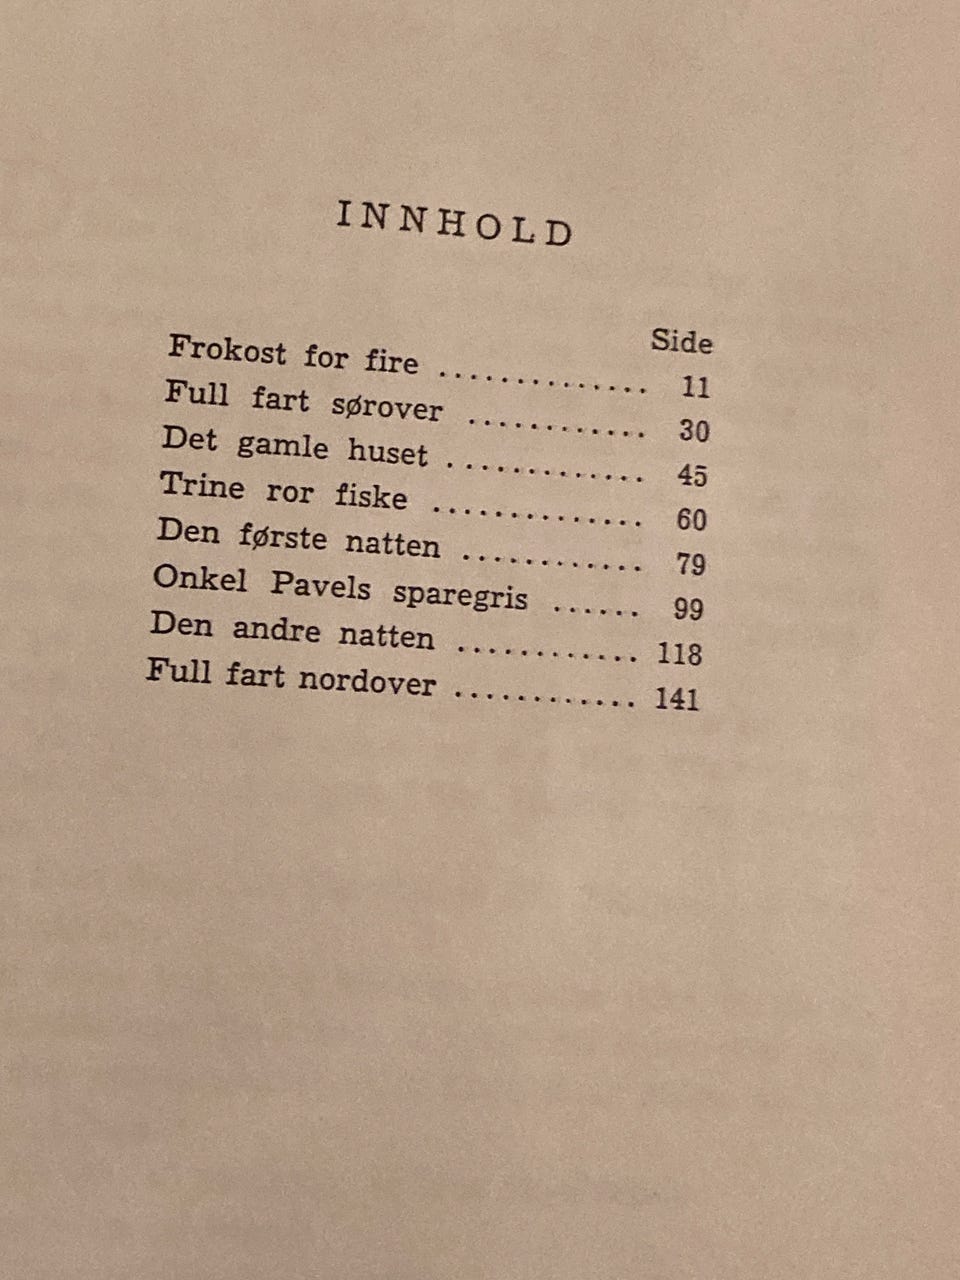 INNHOLD
Side
Frokost for fire .............. 11
Full fart sørover ............ 30
Det gamle huset ............. 45
Trine ror fiske .............. 60
Den første natten ............ 79
Onkel Pavels sparegris ...... 99
Den andre natten ............ 118
Full fart nordover ............ 141